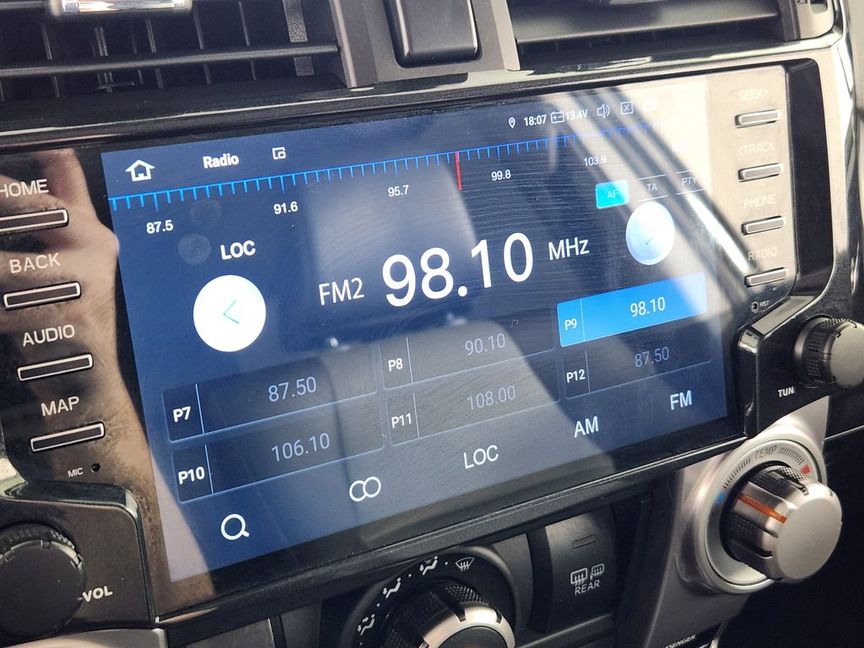 18:07 13.4V
Radio
87.5 91.6 95.7 99.8 103.9
AF TA PTY
LOC
FM2 98.10 MHz
P7 87.50
P8 90.10
P9 98.10
P10 106.10
P11 108.00
P12 87.50
LOC
AM
FM
HOME
BACK
AUDIO
MAP
MIC
VOL
SEEK>
<TRACK
PHONE
RADIO
RST
TUN
TEMP
REAR